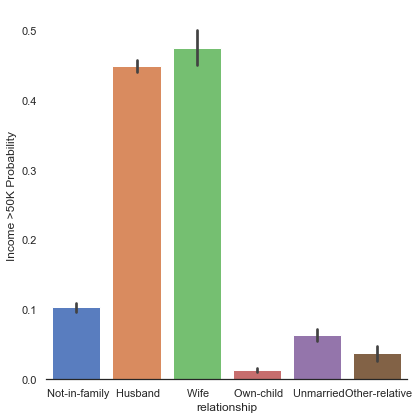 0.5
0.4
0.3
0.2
0.1
0.0
Income >50K Probability
Not-in-family Husband Wife Own-child Unmarried Other-relative
relationship